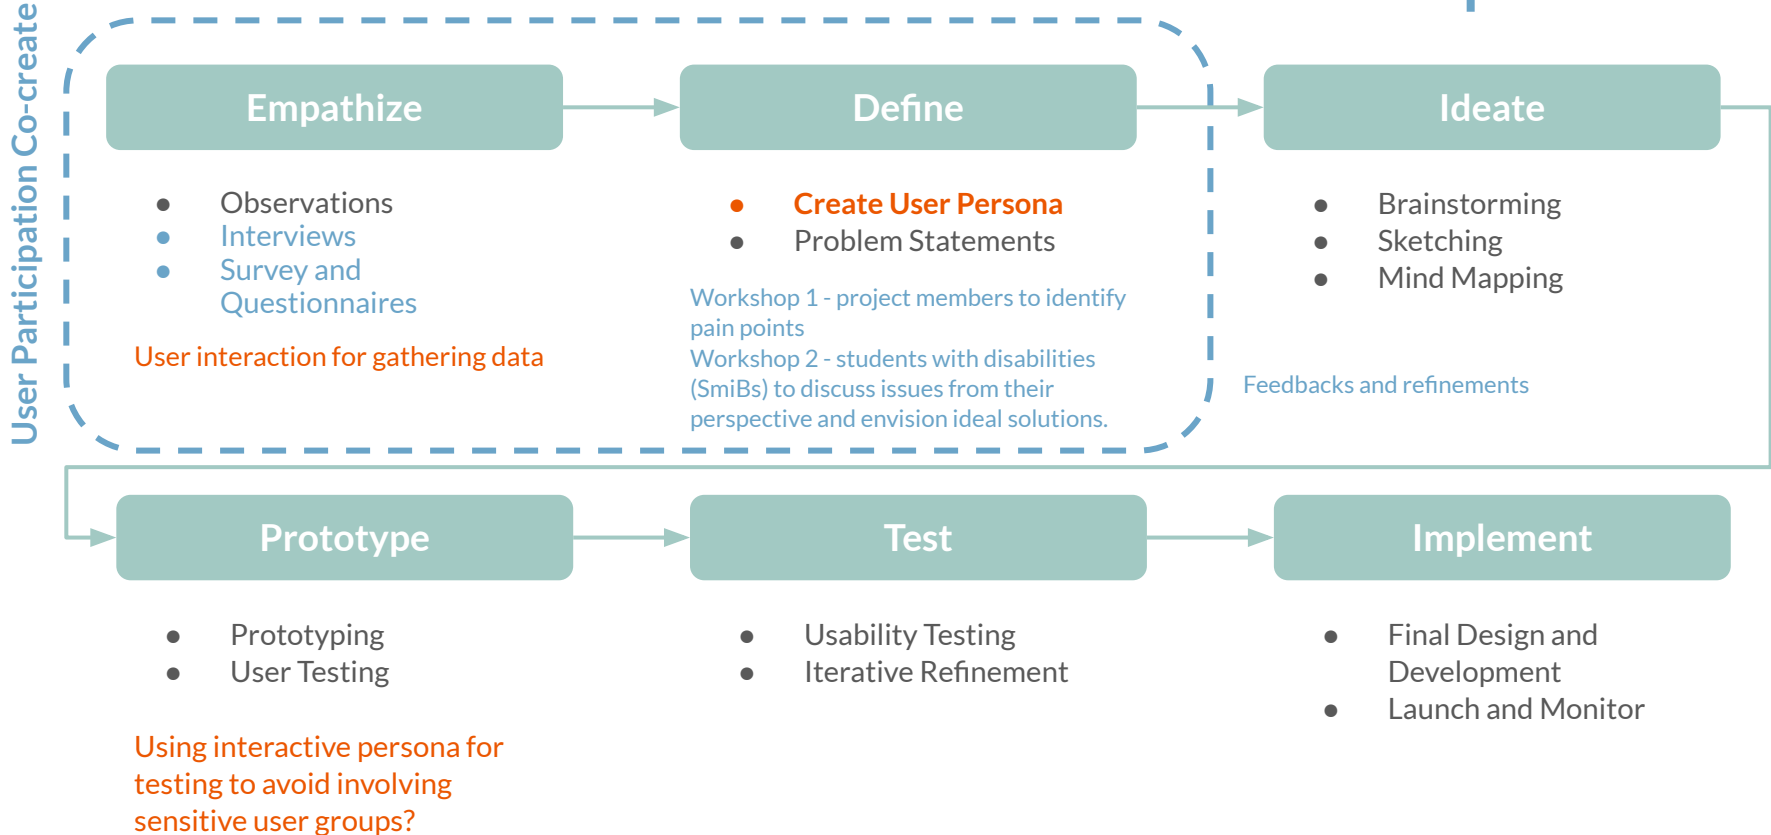 User Participation Co-create
Empathize
● Observations
● Interviews
● Survey and
Questionnaires
User interaction for gathering data
Define
● Create User Persona
● Problem Statements
Workshop 1 - project members to identify
pain points
Workshop 2 - students with disabilities
(SmiBs) to discuss issues from their
perspective and envision ideal solutions.
Ideate
● Brainstorming
● Sketching
● Mind Mapping
Feedbacks and refinements
Prototype
● Prototyping
● User Testing
Using interactive persona for
testing to avoid involving
sensitive user groups?
Test
● Usability Testing
● Iterative Refinement
Implement
● Final Design and
Development
● Launch and Monitor